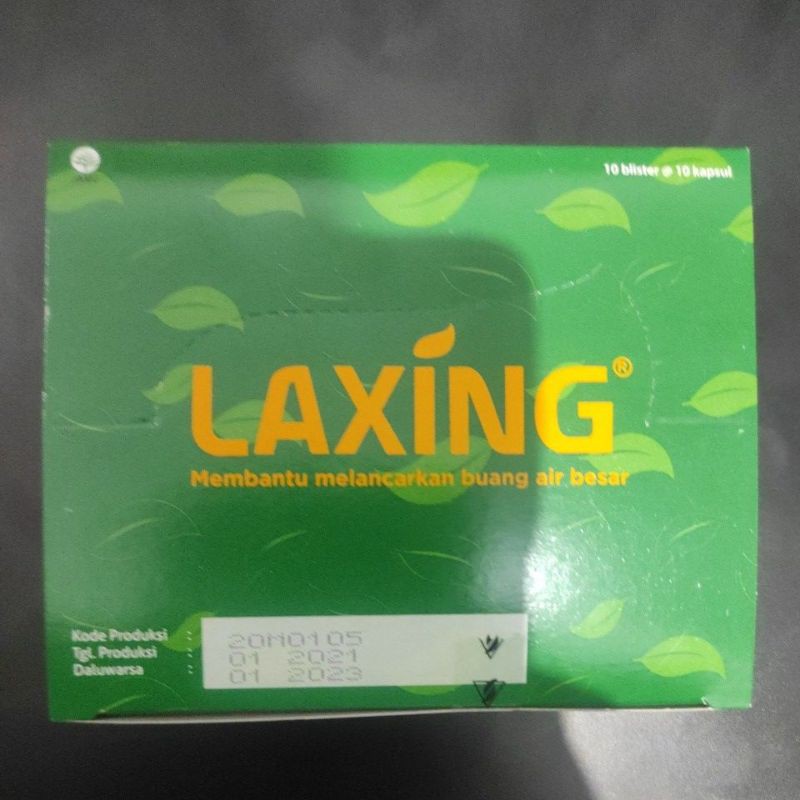 10 blister @ 10 kapsul
LAXING®
Membantu melancarkan buang air besar
Kode Produksi : 20M0105
Tgl. Produksi : 01 2021
Daluwarsa : 01 2023